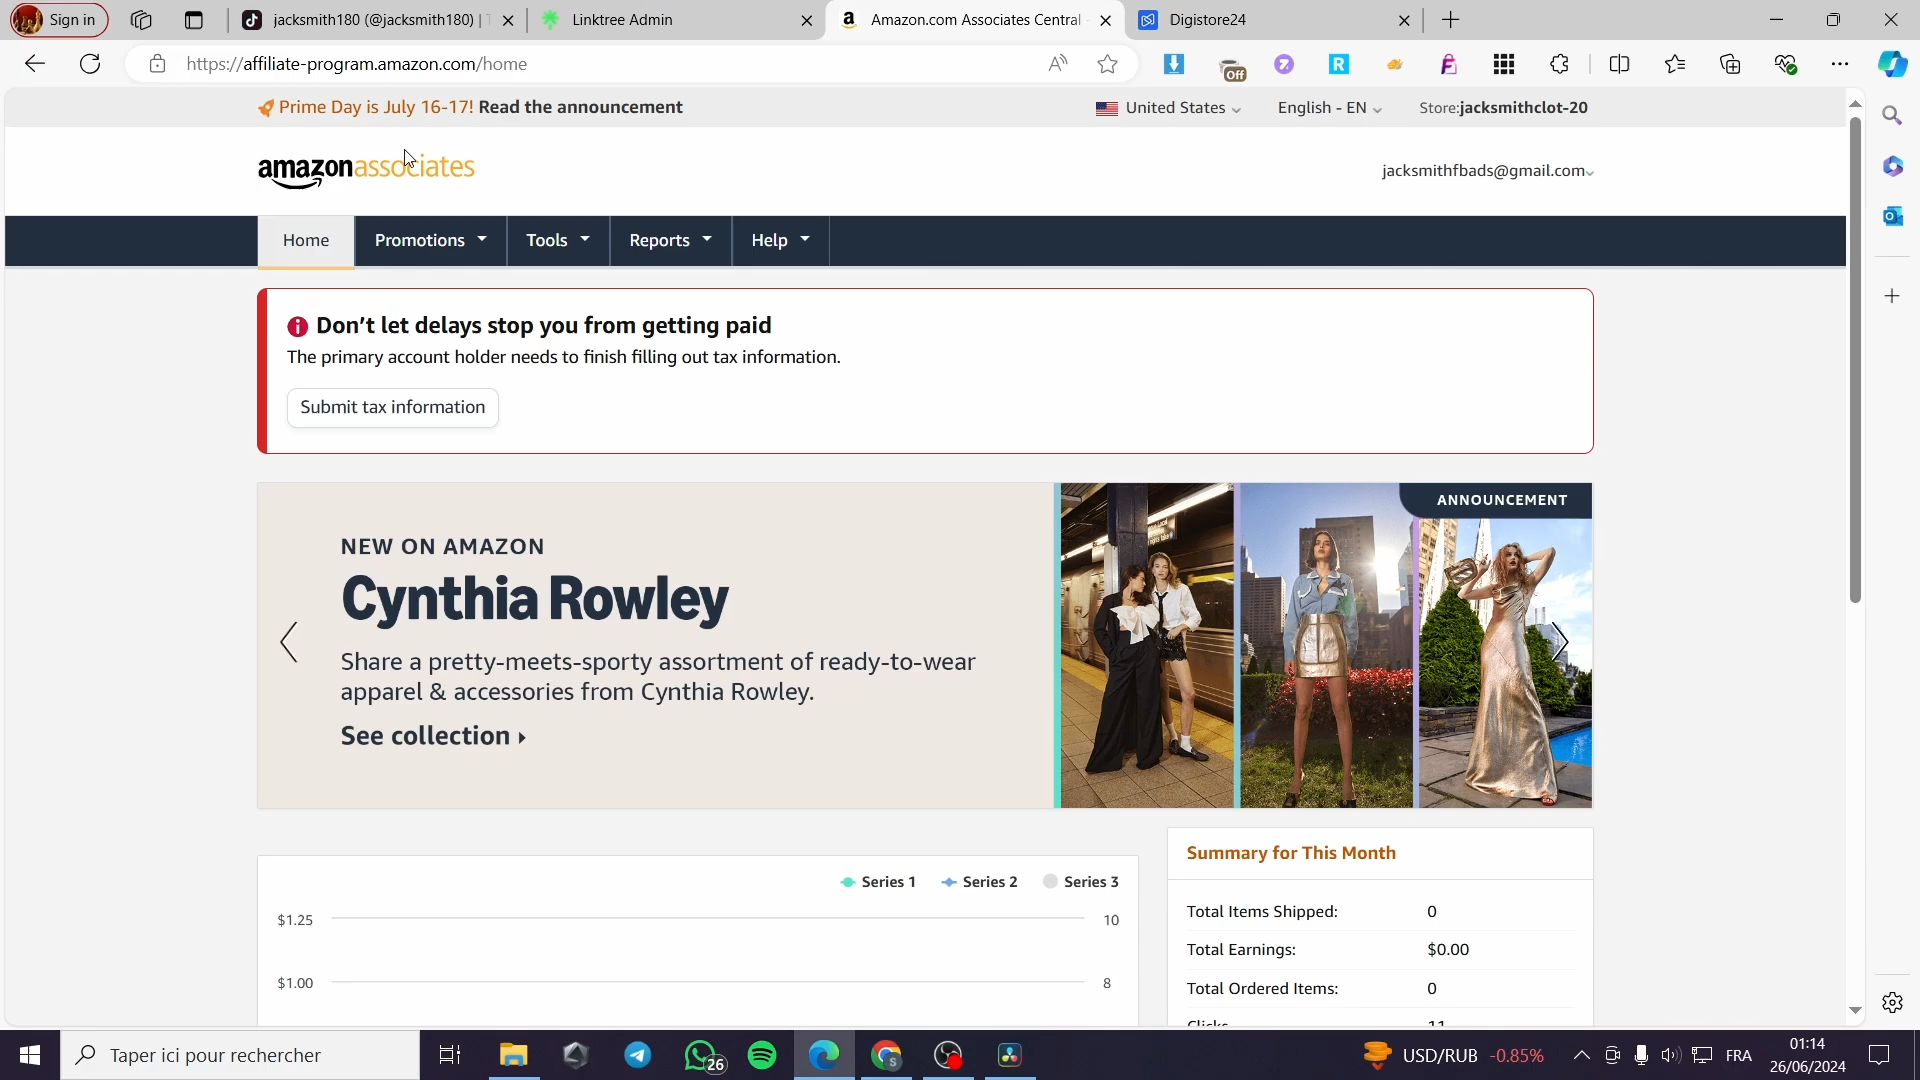 Sign in
jacksmith180 (@jacksmith180) | T
Linktree Admin
Amazon.com Associates Central
Digistore24
https://affiliate-program.amazon.com/home
Off
Prime Day is July 16-17! Read the announcement
United States
English - EN
Store:jacksmithclot-20
amazonassociates
jacksmithfbads@gmail.com
Home
Promotions
Tools
Reports
Help
Don't let delays stop you from getting paid
The primary account holder needs to finish filling out tax information.
Submit tax information
ANNOUNCEMENT
NEW ON AMAZON
Cynthia Rowley
Share a pretty-meets-sporty assortment of ready-to-wear
apparel & accessories from Cynthia Rowley.
See collection
Series 1
Series 2
Series 3
$1.25
10
$1.00
8
Summary for This Month
Total Items Shipped: 0
Total Earnings: $0.00
Total Ordered Items: 0
Clicks 11
Taper ici pour rechercher
26
USD/RUB -0.85%
FRA
01:14
26/06/2024